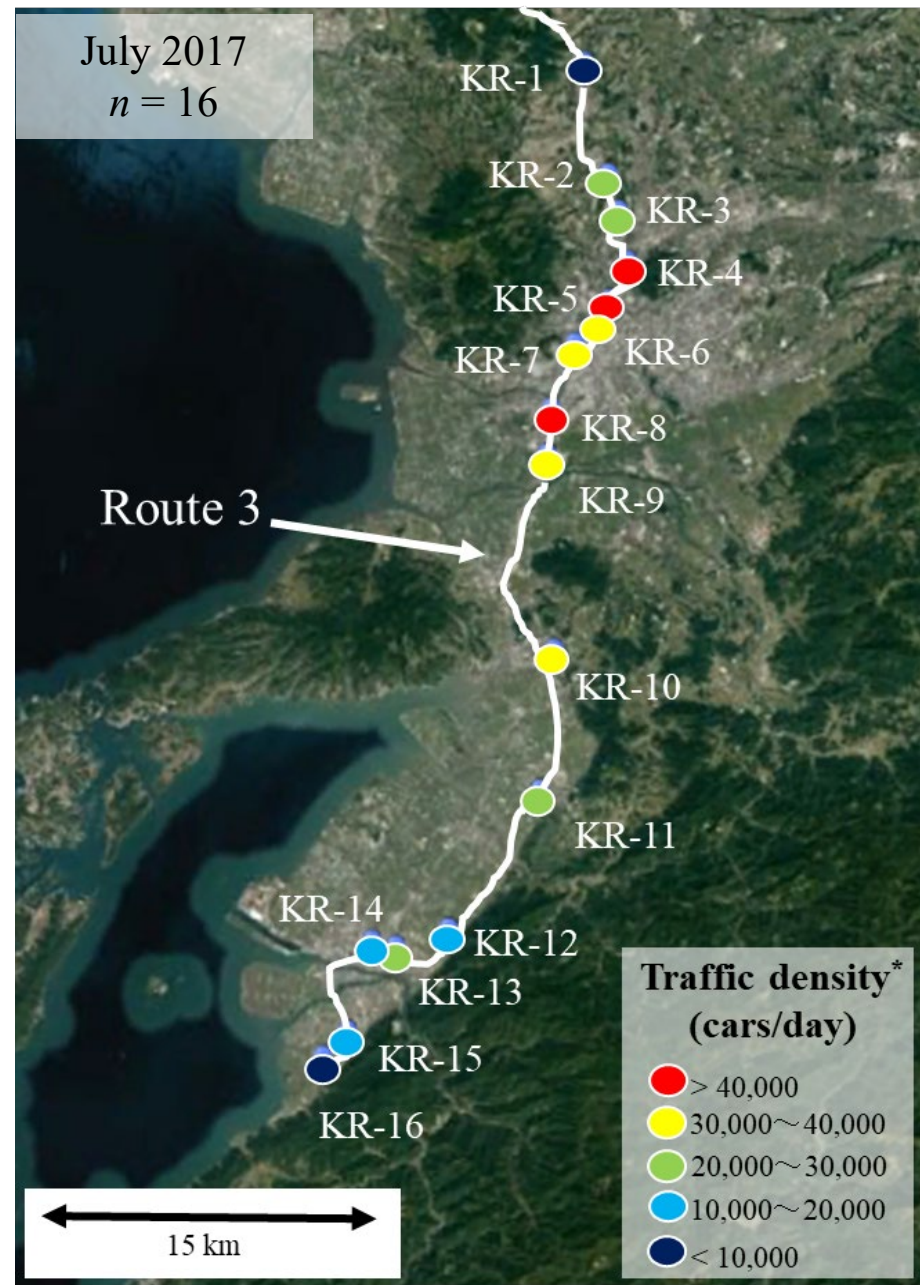 July 2017
n = 16
KR-1
KR-2
KR-3
KR-4
KR-5
KR-6
KR-7
KR-8
KR-9
Route 3
KR-10
KR-11
KR-14
KR-12
KR-13
KR-15
KR-16
Traffic density*
(cars/day)
> 40,000
30,000～40,000
20,000～30,000
10,000～20,000
< 10,000
15 km